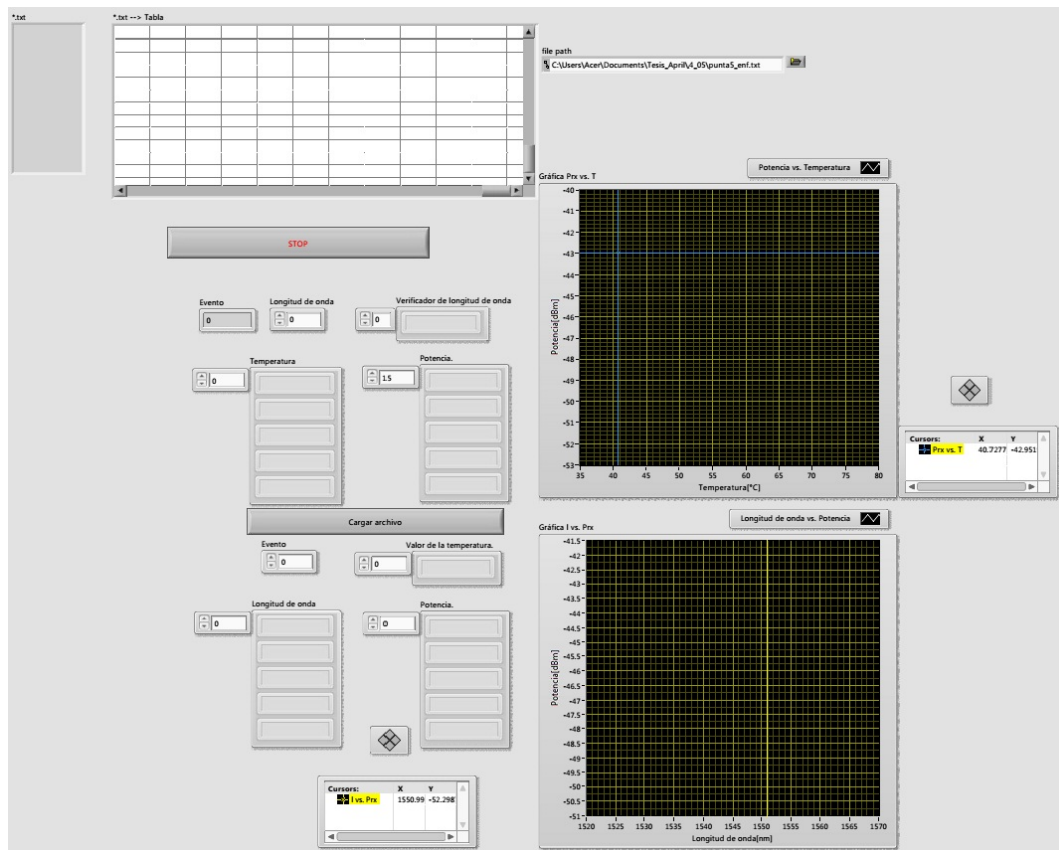 *.txt
*.txt --> Tabla
file path
C:\Users\Acer\Documents\Tesis_April\4_05\punta5_enf.txt
STOP
Evento
Longitud de onda
Verificador de longitud de onda
0
0
0
Temperatura
Potencia.
0
15
Cargar archivo
Evento
Valor de la temperatura.
0
0
Longitud de onda
Potencia.
0
0
Cursors: X Y
I vs. Prx 1550.99 -52.298
Potencia vs. Temperatura
Gráfica Prx vs. T
Potencia[dBm]
-40
-41
-42
-43
-44
-45
-46
-47
-48
-49
-50
-51
-52
-53
35 40 45 50 55 60 65 70 75 80
Temperatura[°C]
Cursors: X Y
Prx vs. T 40.7277 -42.951
Longitud de onda vs. Potencia
Gráfica I vs. Prx
Potencia[dBm]
-41.5
-42
-42.5
-43
-43.5
-44
-44.5
-45
-45.5
-46
-46.5
-47
-47.5
-48
-48.5
-49
-49.5
-50
-50.5
-51
1520 1525 1530 1535 1540 1545 1550 1555 1560 1565 1570
Longitud de onda[nm]